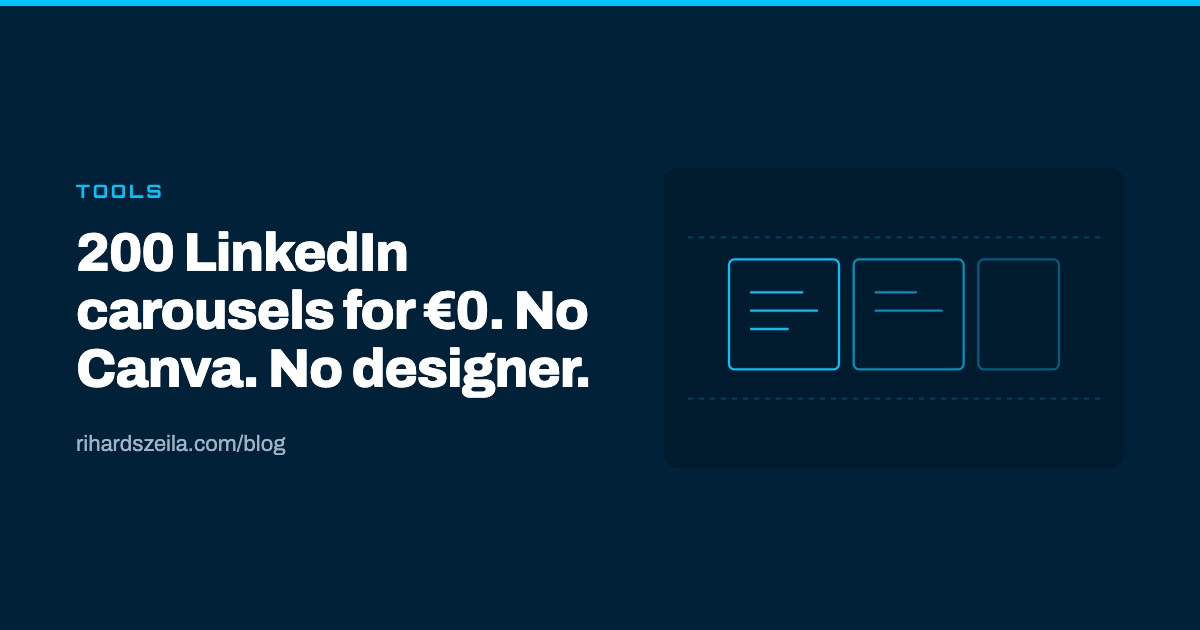 TOOLS
200 LinkedIn
carousels for €0. No
Canva. No designer.
rihardszeila.com/blog